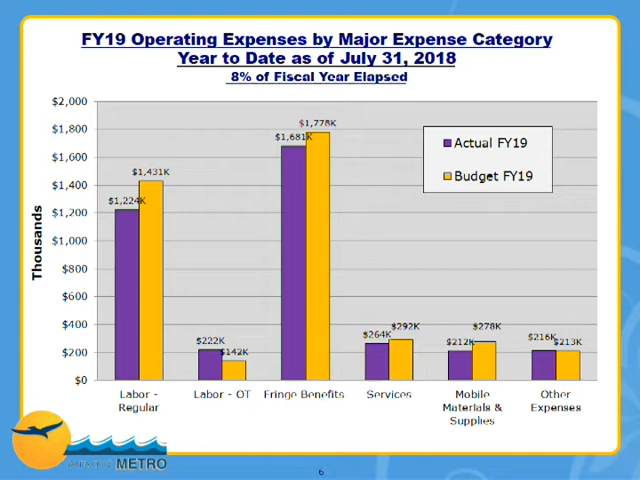 FY19 Operating Expenses by Major Expense Category
Year to Date as of July 31, 2018
8% of Fiscal Year Elapsed
$2,000
$1,800
$1,600
$1,400
$1,200
$1,000
$800
$600
$400
$200
$0
Thousands
$1,224K
$1,431K
$222K
$142K
$1,681K
$1,778K
$264K
$292K
$212K
$278K
$216K
$213K
Actual FY19
Budget FY19
Labor -
Regular
Labor - OT
Fringe Benefits
Services
Mobile
Materials &
Supplies
Other
Expenses
METRO
6